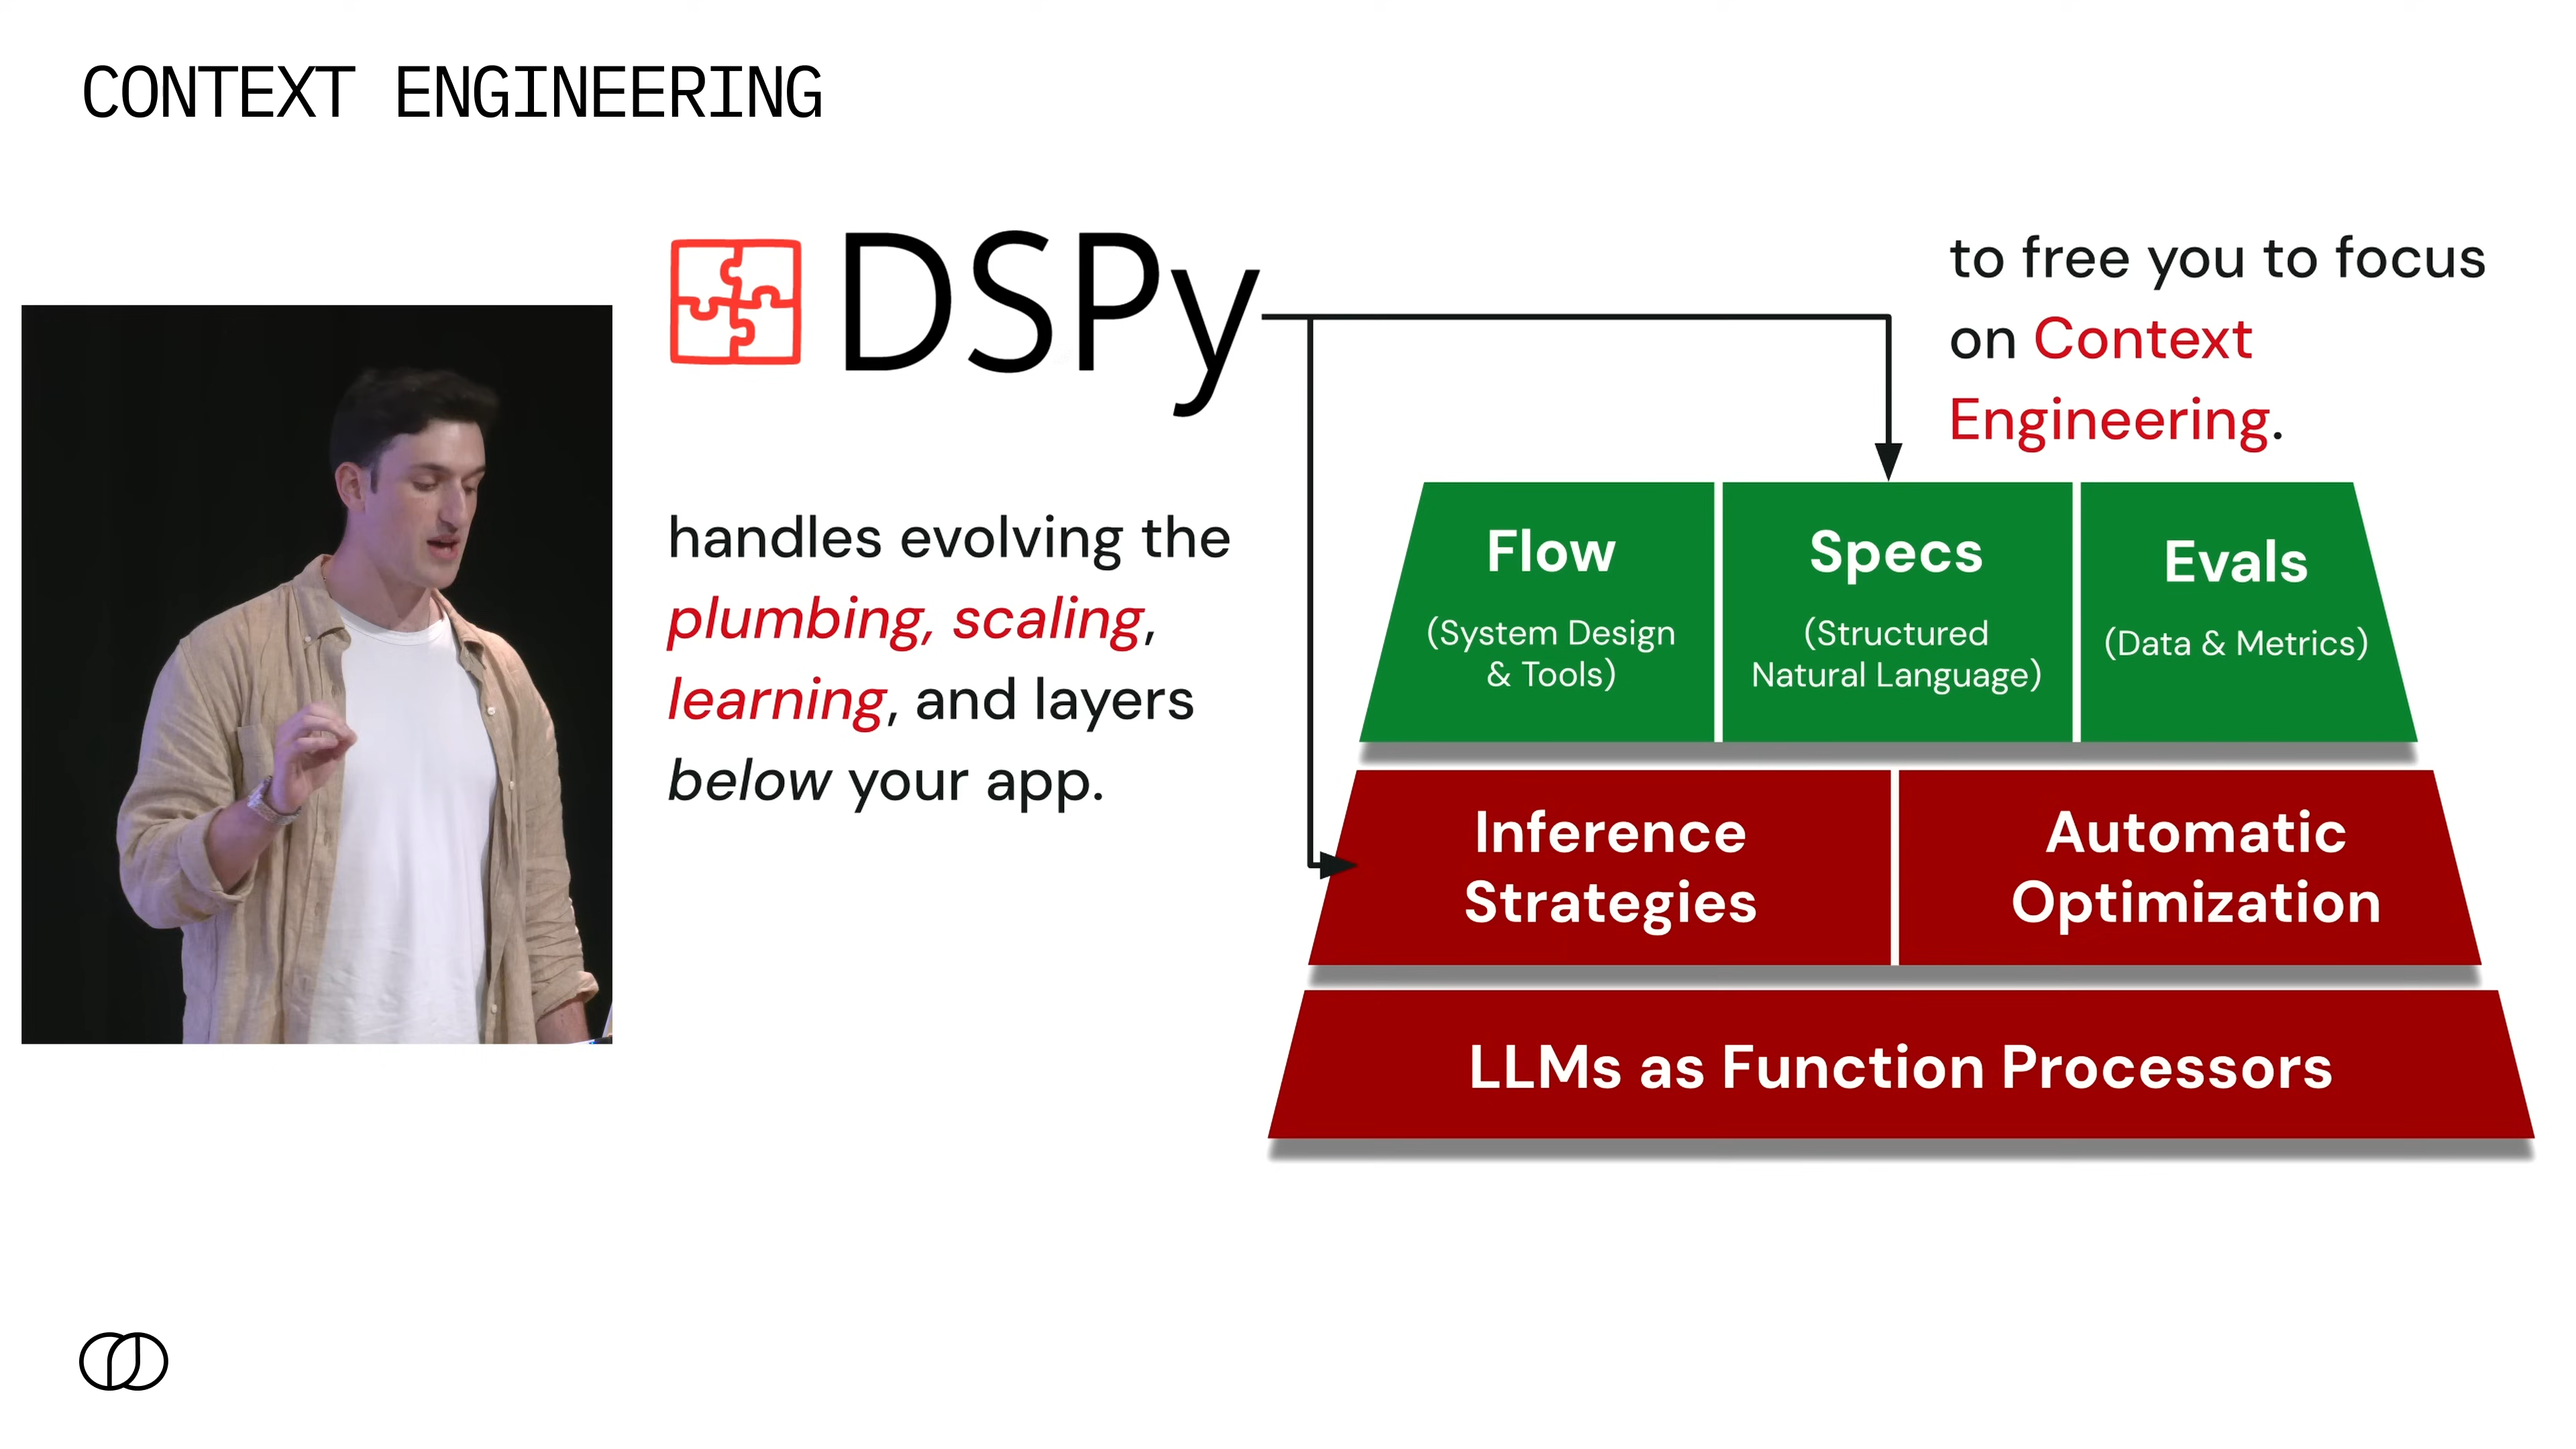 CONTEXT ENGINEERING
DSPy
handles evolving the
plumbing, scaling,
learning, and layers
below your app.
to free you to focus
on Context
Engineering.
Flow
(System Design
& Tools)
Specs
(Structured
Natural Language)
Evals
(Data & Metrics)
Inference
Strategies
Automatic
Optimization
LLMs as Function Processors